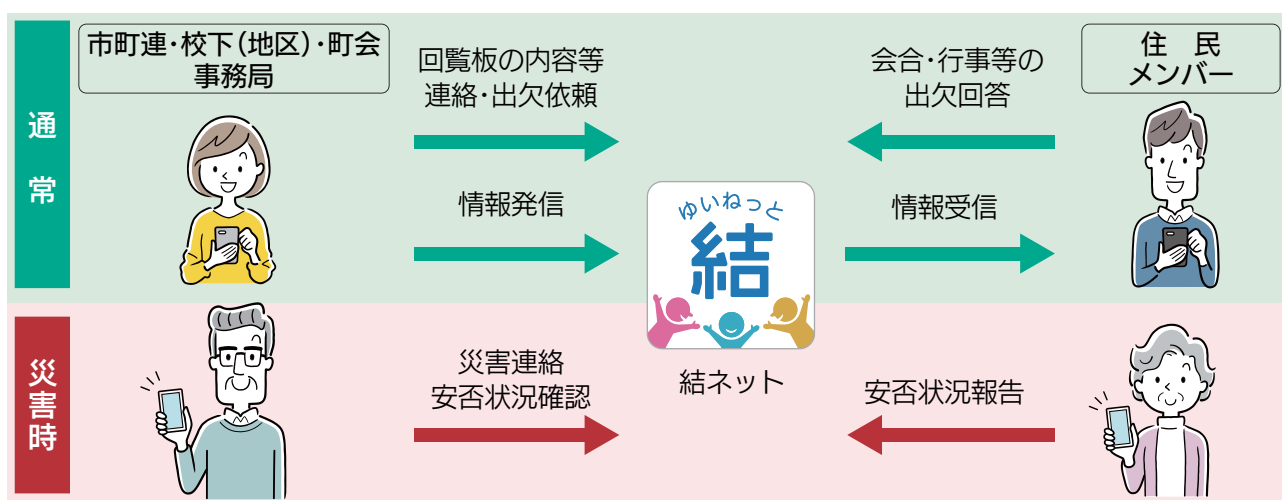 通常
市町連・校下（地区）・町会
事務局
回覧板の内容等
連絡・出欠依頼
会合・行事等の
出欠回答
住　民
メンバー
情報発信
ゆいねっと
結
情報受信
災害時
災害連絡
安否状況確認
結ネット
安否状況報告